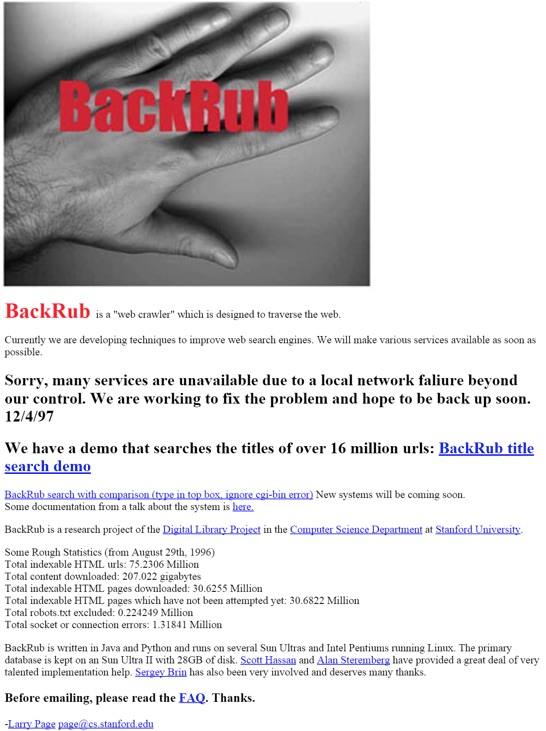 BackRub
BackRub is a "web crawler" which is designed to traverse the web.
Currently we are developing techniques to improve web search engines. We will make various services available as soon as
possible.
Sorry, many services are unavailable due to a local network faliure beyond
our control. We are working to fix the problem and hope to be back up soon.
12/4/97
We have a demo that searches the titles of over 16 million urls: BackRub title
search demo
BackRub search with comparison (type in top box, ignore cgi-bin error) New systems will be coming soon.
Some documentation from a talk about the system is here.
BackRub is a research project of the Digital Library Project in the Computer Science Department at Stanford University.
Some Rough Statistics (from August 29th, 1996)
Total indexable HTML urls: 75.2306 Million
Total content downloaded: 207.022 gigabytes
Total indexable HTML pages downloaded: 30.6255 Million
Total indexable HTML pages which have not been attempted yet: 30.6822 Million
Total robots.txt excluded: 0.224249 Million
Total socket or connection errors: 1.31841 Million
BackRub is written in Java and Python and runs on several Sun Ultras and Intel Pentiums running Linux. The primary
database is kept on an Sun Ultra II with 28GB of disk. Scott Hassan and Alan Steremberg have provided a great deal of very
talented implementation help. Sergey Brin has also been very involved and deserves many thanks.
Before emailing, please read the FAQ. Thanks.
-Larry Page page@cs.stanford.edu